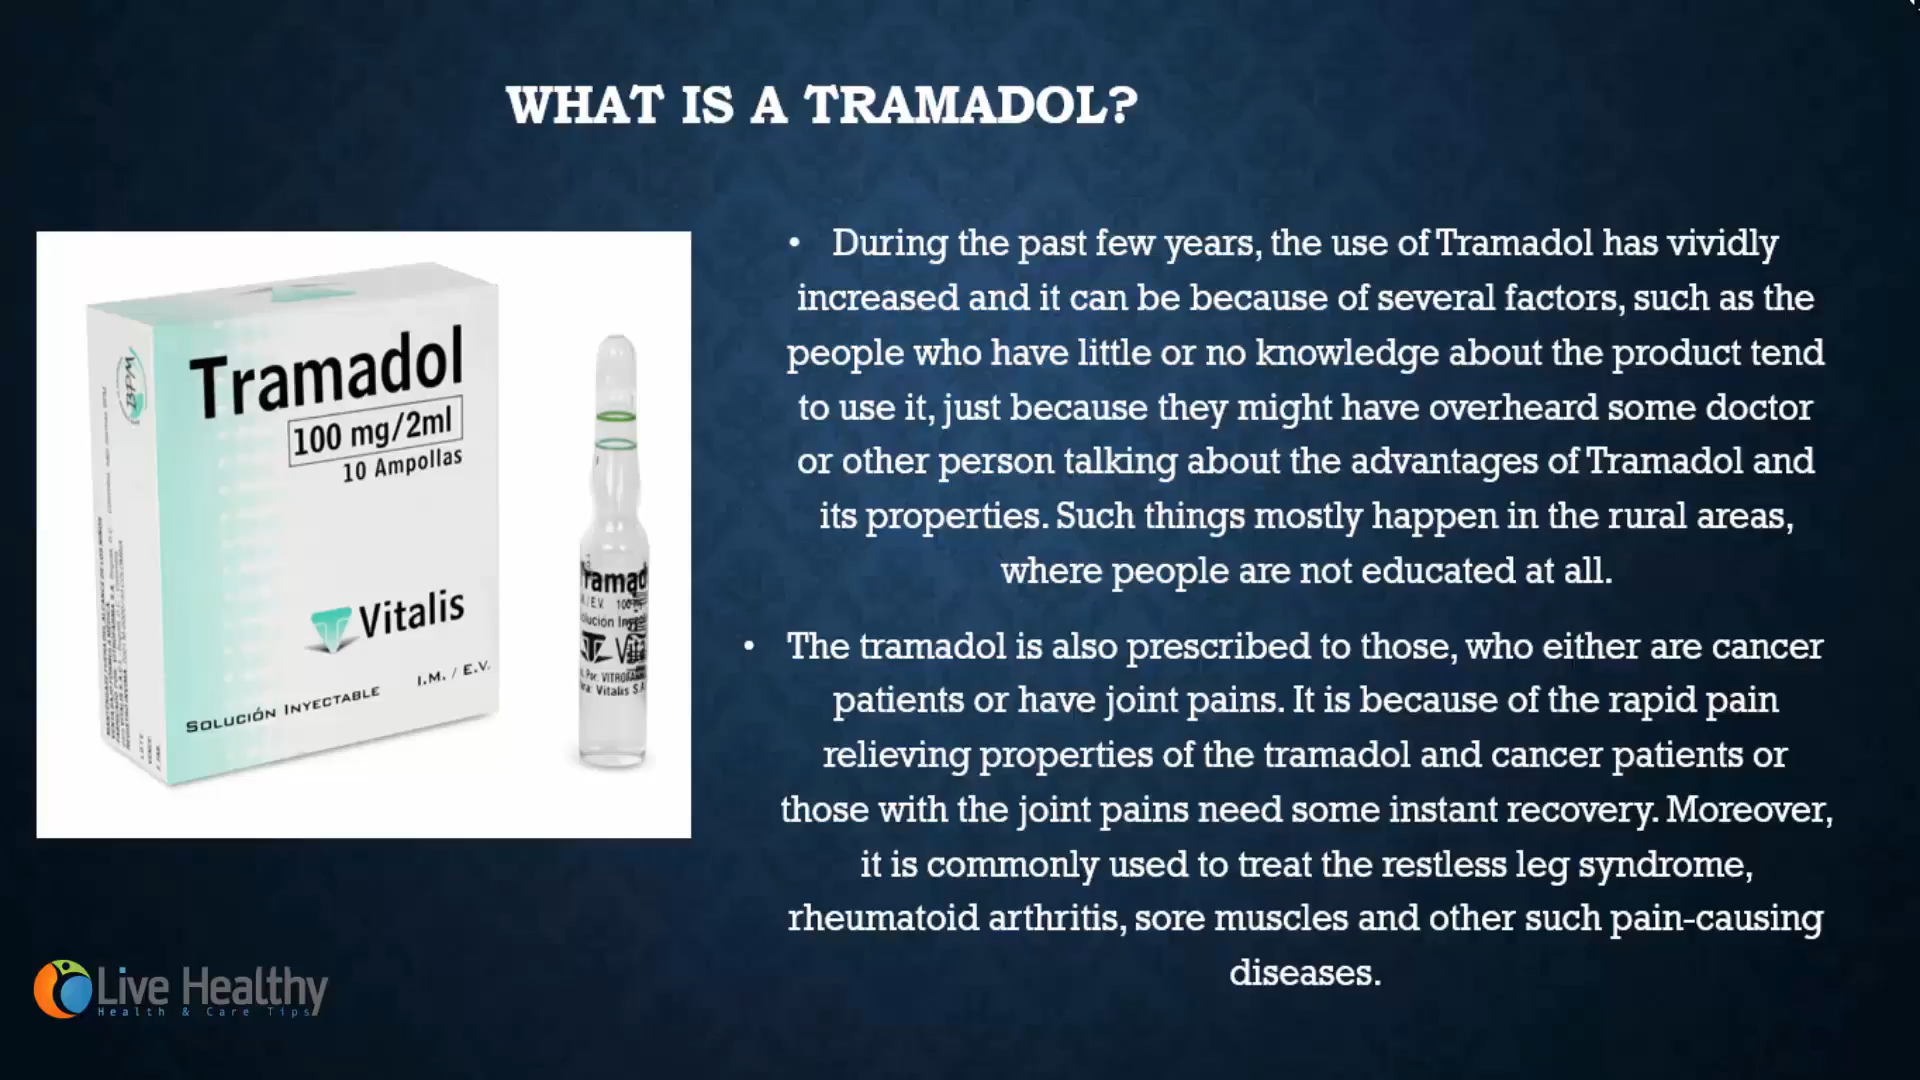 WHAT IS A TRAMADOL?
• During the past few years, the use of Tramadol has vividly
increased and it can be because of several factors, such as the
people who have little or no knowledge about the product tend
to use it, just because they might have overheard some doctor
or other person talking about the advantages of Tramadol and
its properties. Such things mostly happen in the rural areas,
where people are not educated at all.
• The tramadol is also prescribed to those, who either are cancer
patients or have joint pains. It is because of the rapid pain
relieving properties of the tramadol and cancer patients or
those with the joint pains need some instant recovery. Moreover,
it is commonly used to treat the restless leg syndrome,
rheumatoid arthritis, sore muscles and other such pain-causing
diseases.
Tramadol
100 mg/2ml
10 Ampollas
Vitalis
I.M. / E.V.
SOLUCIÓN INYECTABLE
BPM
Tramad
/E.V. 100
Vitalis S.A
Live Healthy
Health & Care Tips